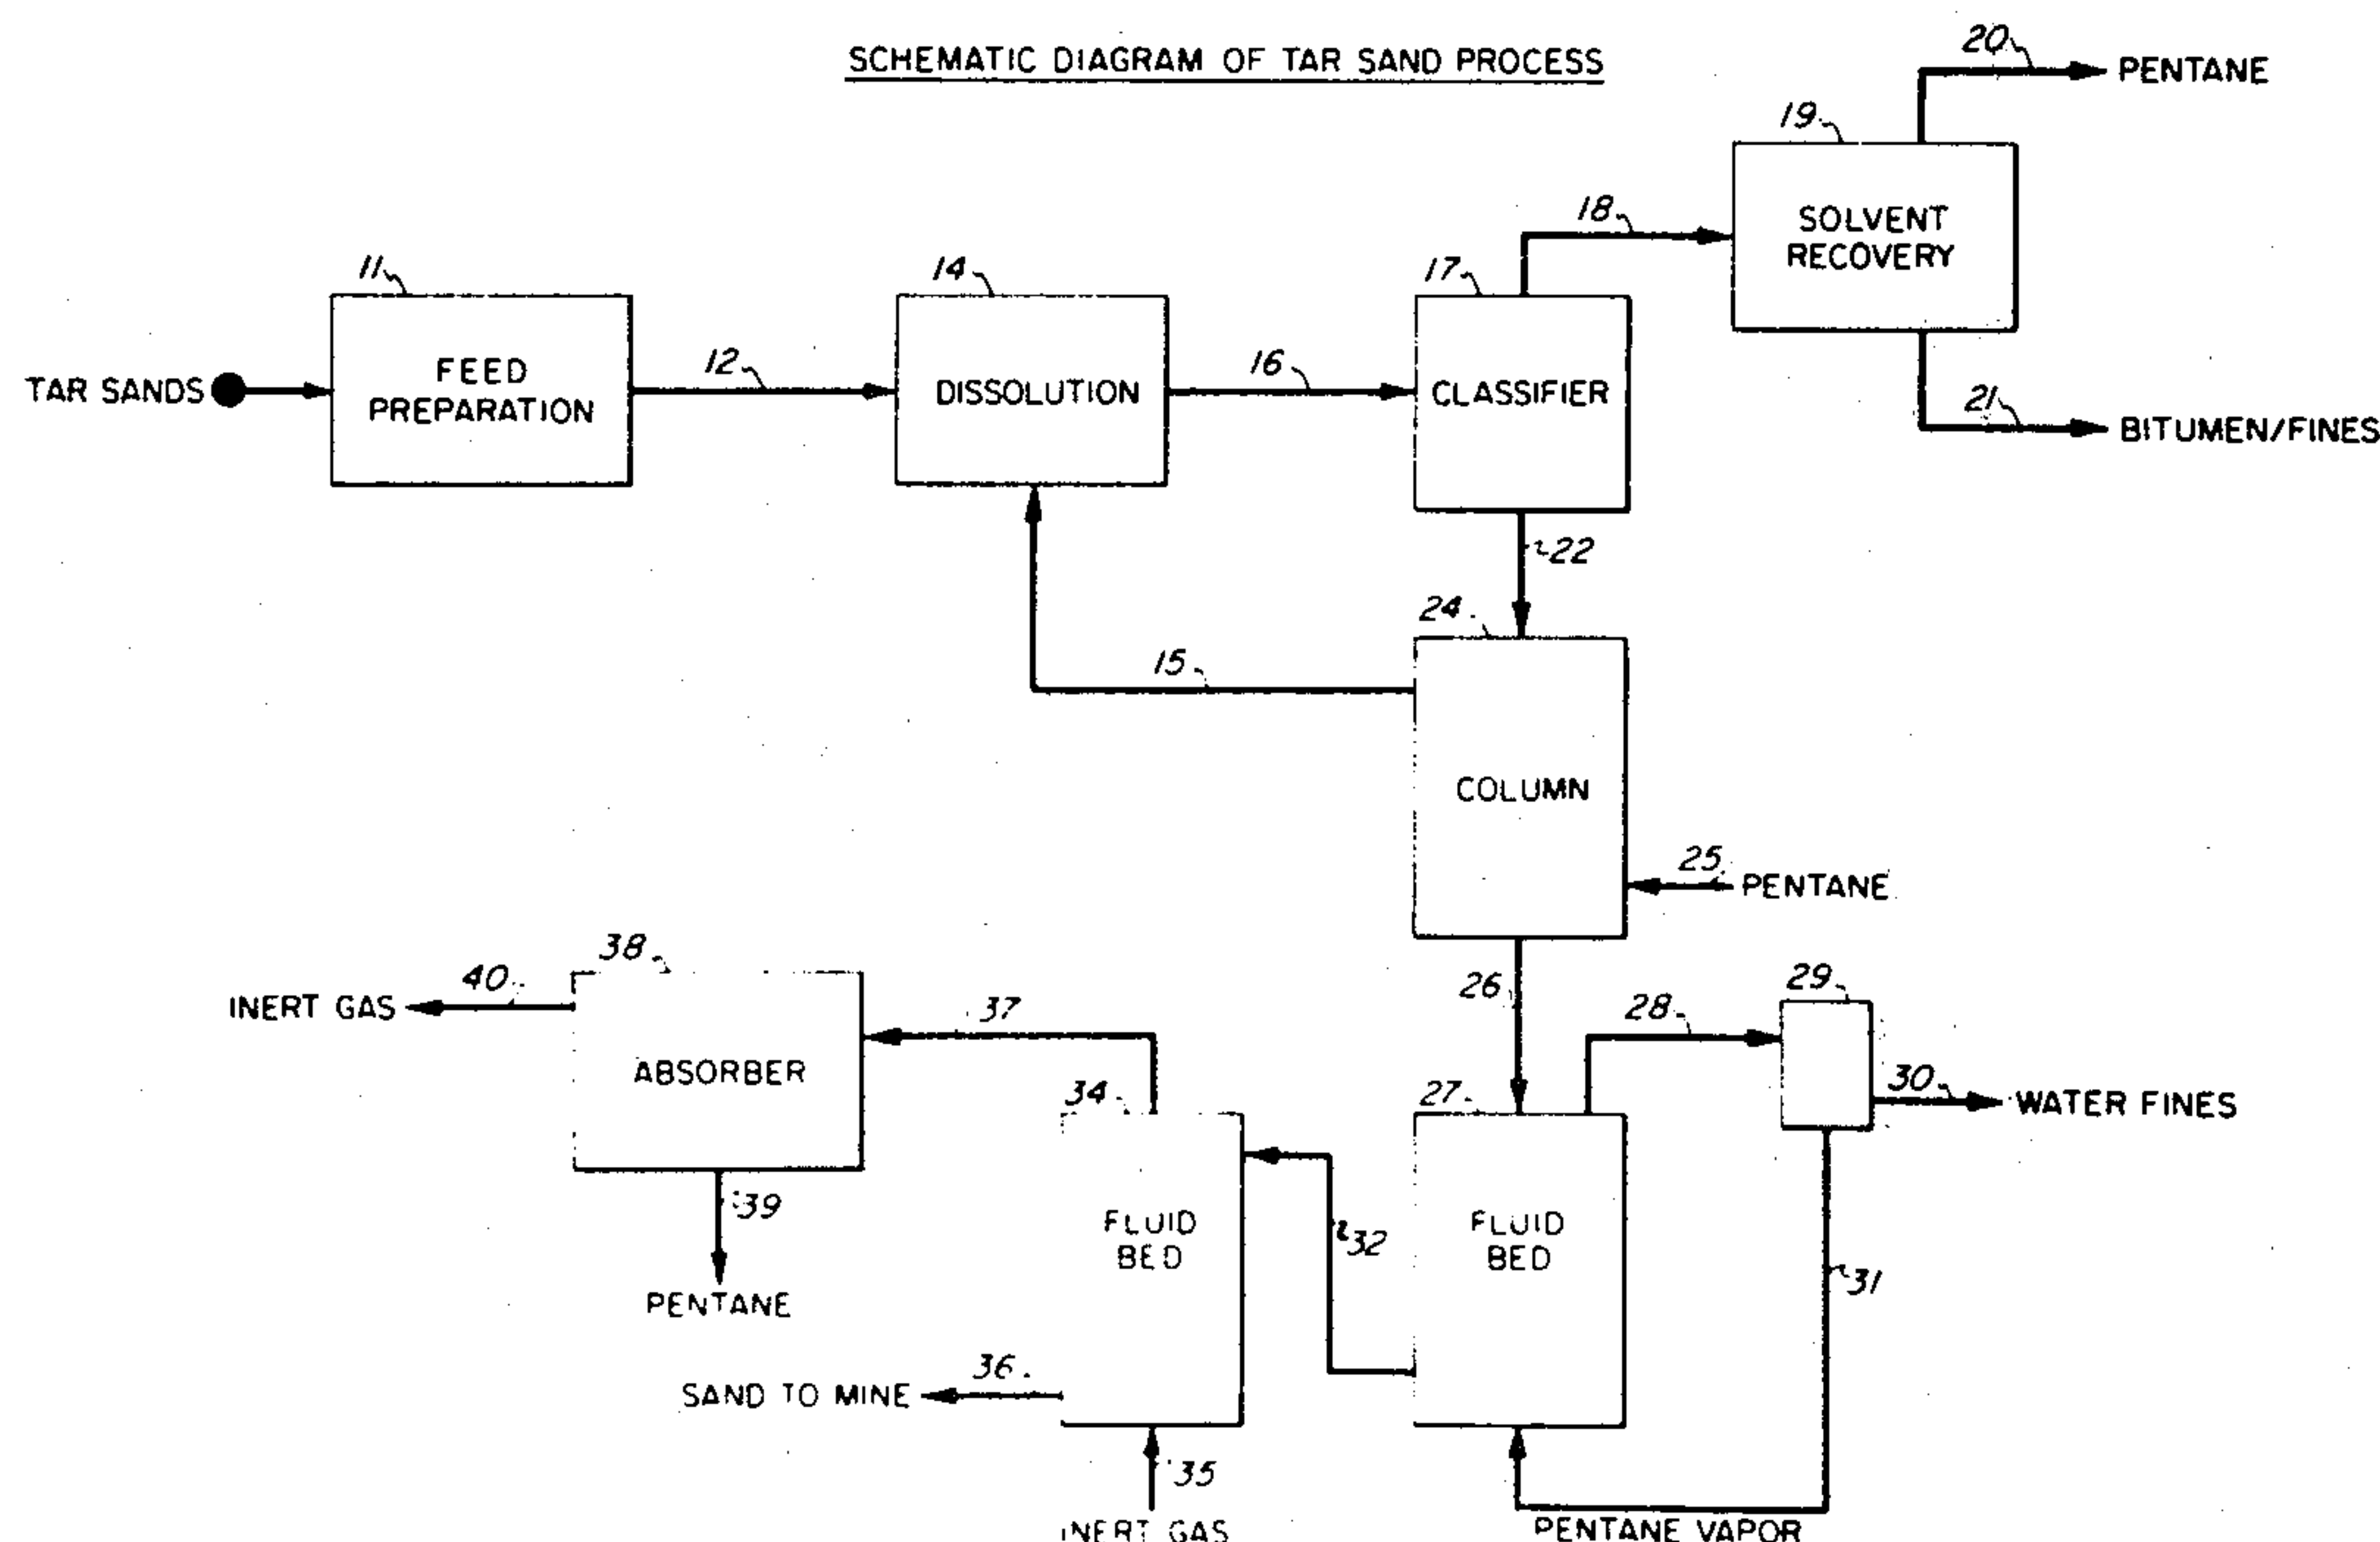 SCHEMATIC DIAGRAM OF TAR SAND PROCESS
20
PENTANE
19
SOLVENT
RECOVERY
18
21
BITUMEN/FINES
11
14
17
TAR SANDS
FEED
PREPARATION
12
DISSOLUTION
16
CLASSIFIER
22
24
15
COLUMN
25
PENTANE
26
38
40
INERT GAS
37
ABSORBER
28
29
30
WATER FINES
34
27
39
PENTANE
FLUID
BED
32
FLUID
BED
31
36
SAND TO MINE
35
INERT GAS
PENTANE VAPOR